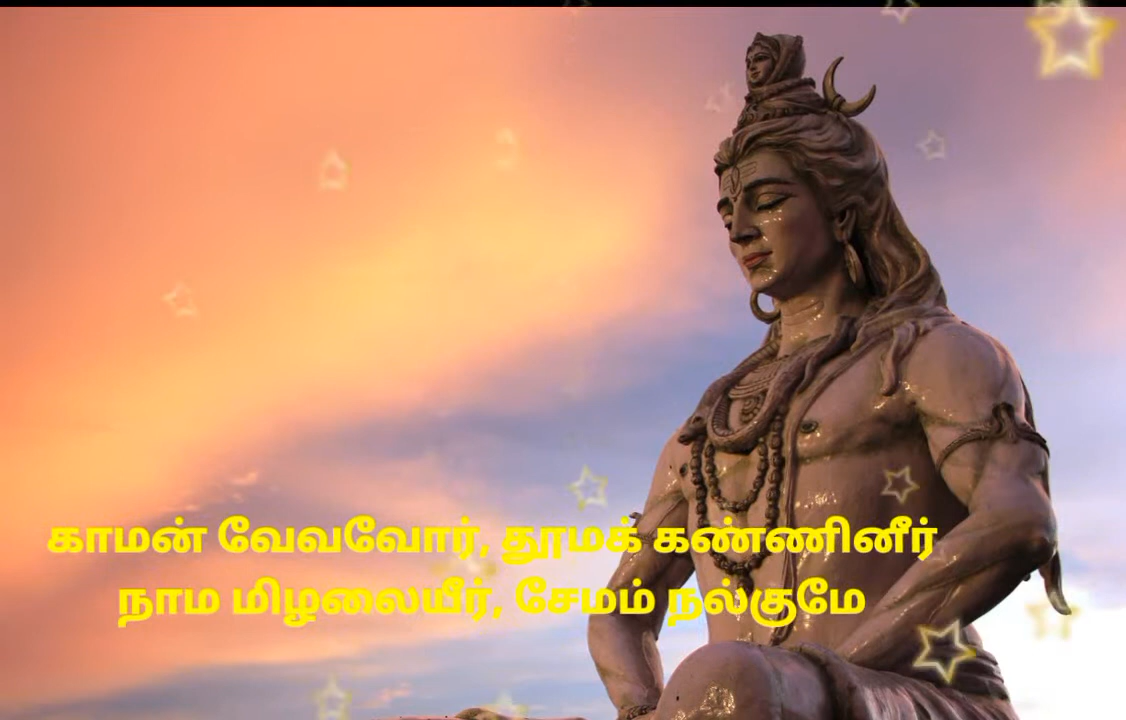 காமன் வேவவோர், தூமக் கண்ணினீர்
நாம மிழலையீர், சேமம் நல்குமே